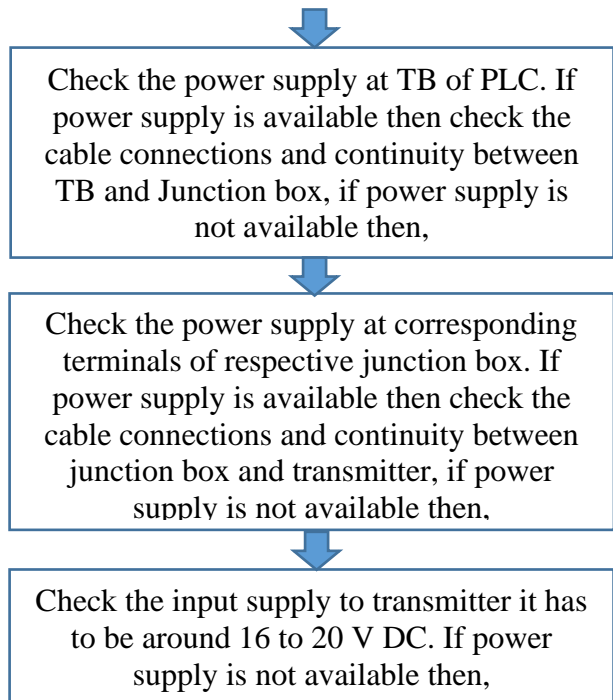 Check the power supply at TB of PLC. If
power supply is available then check the
cable connections and continuity between
TB and Junction box, if power supply is
not available then,
Check the power supply at corresponding
terminals of respective junction box. If
power supply is available then check the
cable connections and continuity between
junction box and transmitter, if power
supply is not available then,
Check the input supply to transmitter it has
to be around 16 to 20 V DC. If power
supply is not available then,